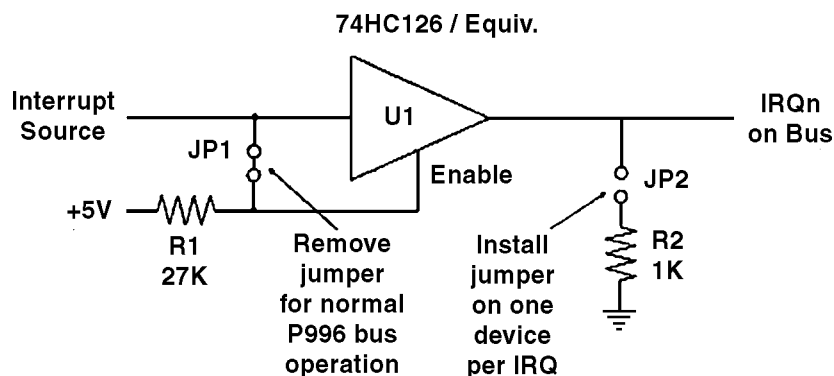 74HC126 / Equiv.
Interrupt
Source
U1
IRQn
on Bus
JP1
Enable
JP2
+5V
R1
27K
Remove
jumper
for normal
P996 bus
operation
Install
jumper
on one
device
per IRQ
R2
1K